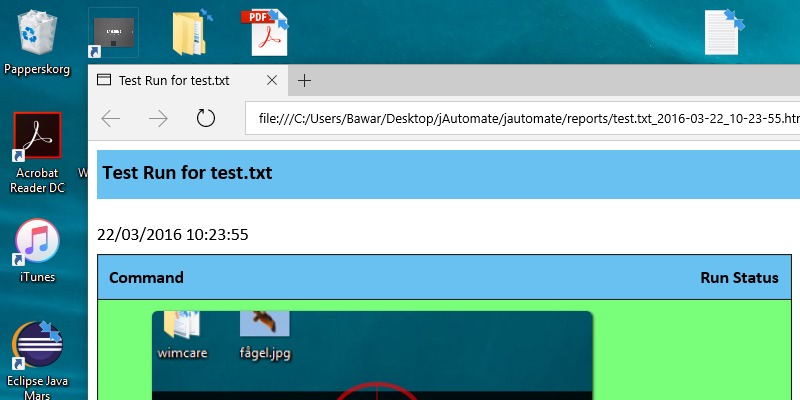 PDF
Papperskorg
Test Run for test.txt
file:///C:/Users/Bawar/Desktop/jAutomate/jautomate/reports/test.txt_2016-03-22_10-23-55.htm
Acrobat
Reader DC
W
Test Run for test.txt
22/03/2016 10:23:55
iTunes
Command Run Status
wimcare fågel.jpg
Eclipse Java
Mars